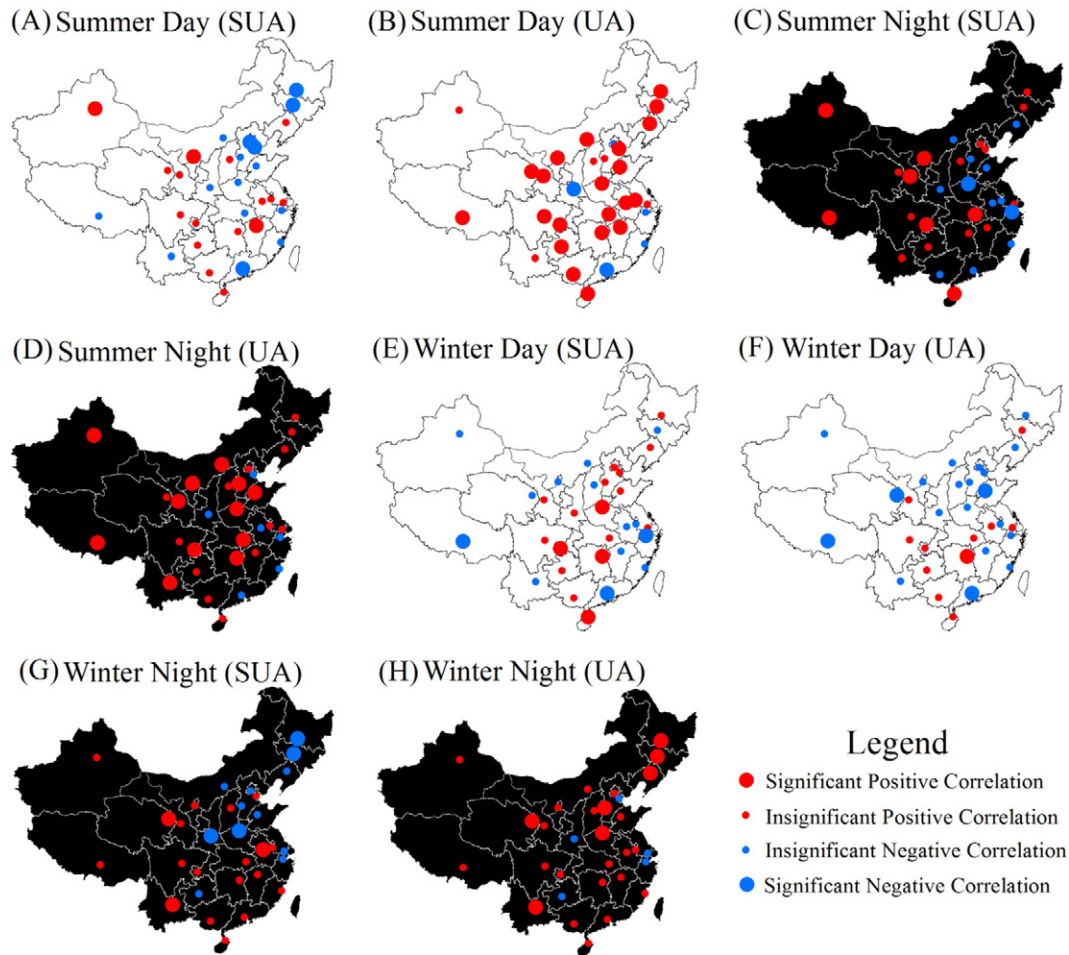 (A) Summer Day (SUA)
(B) Summer Day (UA)
(C) Summer Night (SUA)
(D) Summer Night (UA)
(E) Winter Day (SUA)
(F) Winter Day (UA)
(G) Winter Night (SUA)
(H) Winter Night (UA)
Legend
Significant Positive Correlation
Insignificant Positive Correlation
Insignificant Negative Correlation
Significant Negative Correlation